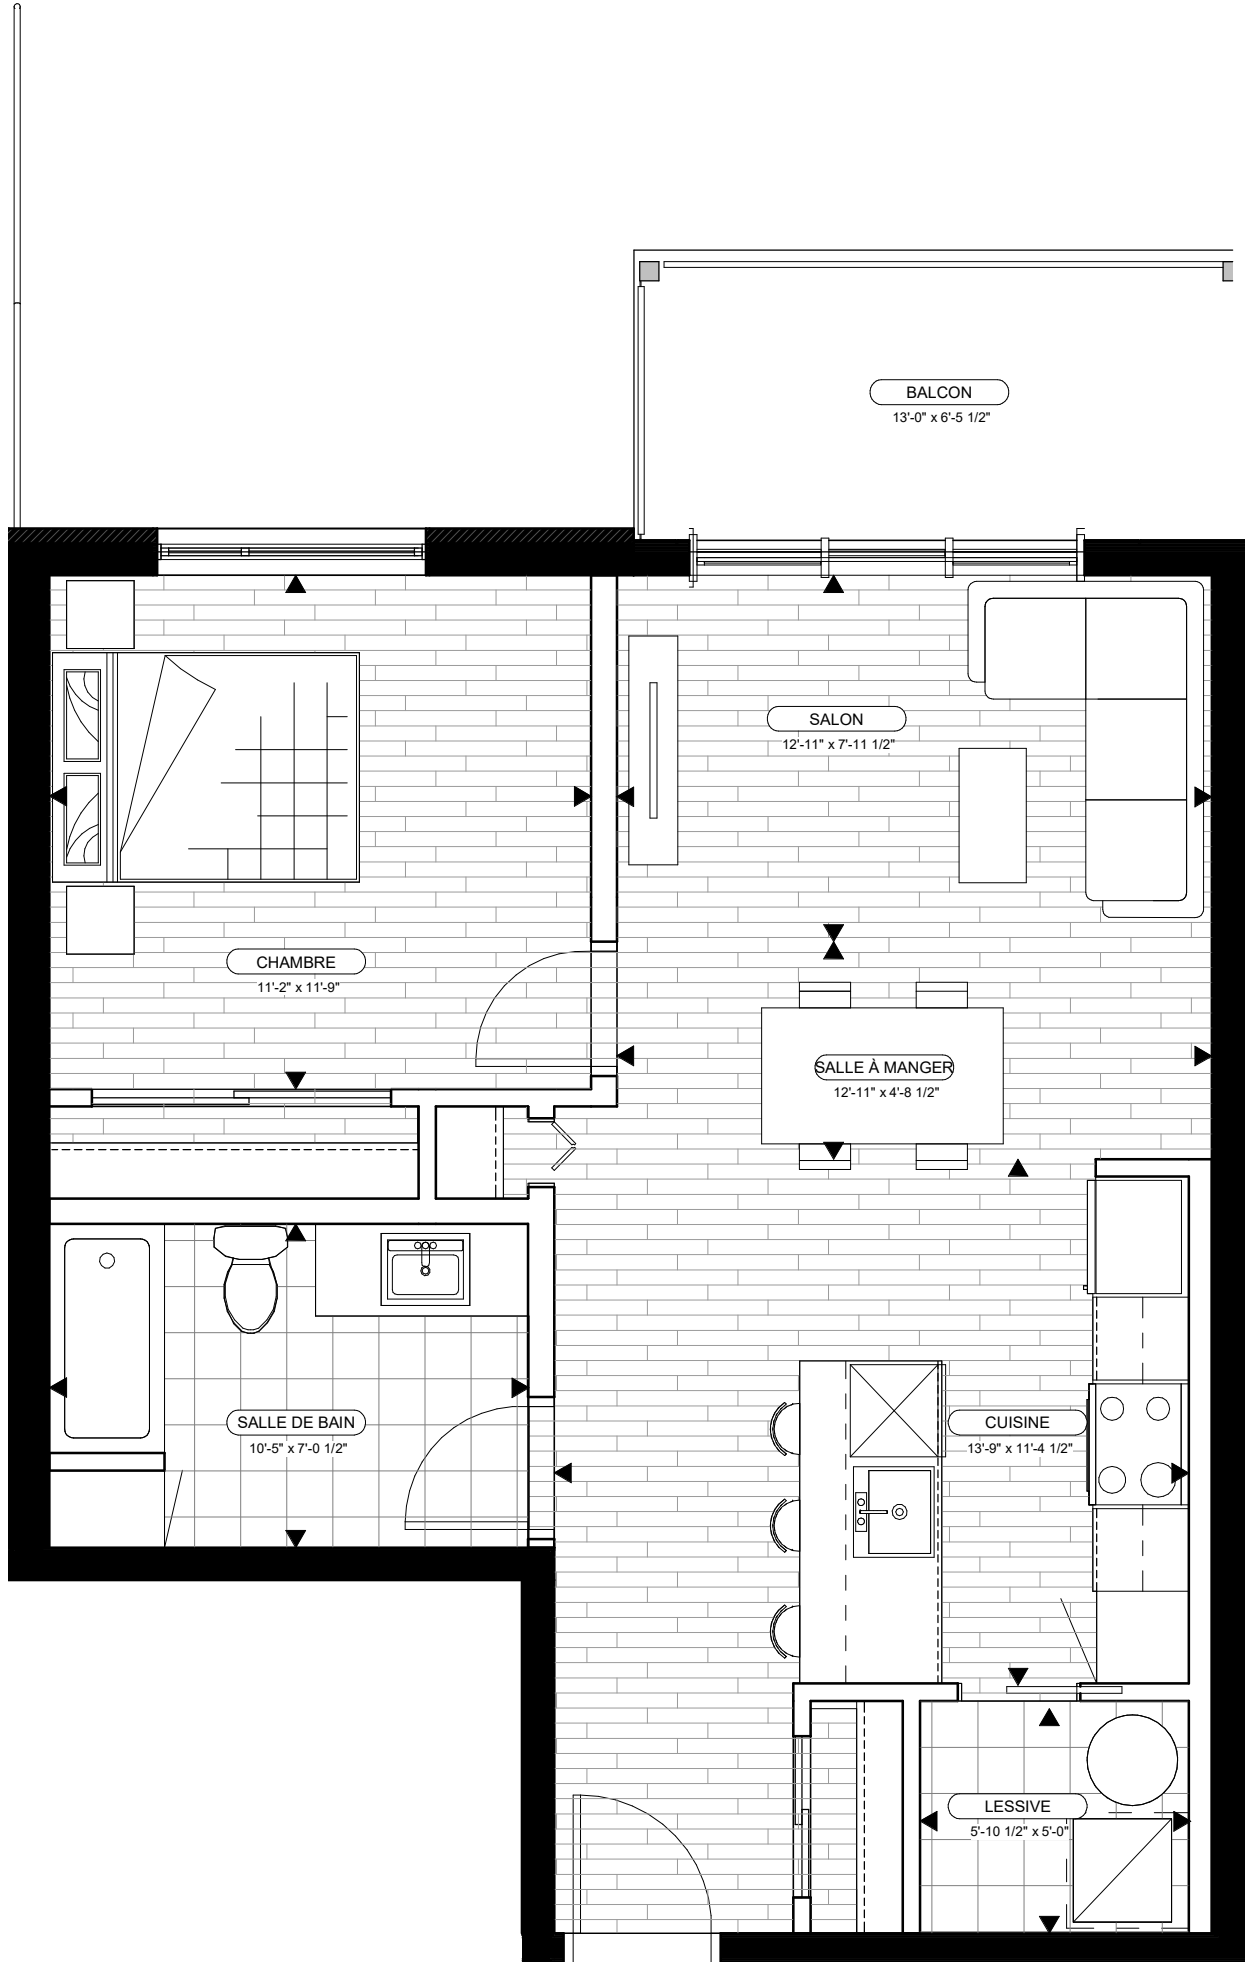 BALCON
13'-0" x 6'-5 1/2"
SALON
12'-11" x 7'-11 1/2"
CHAMBRE
11'-2" x 11'-9"
SALLE À MANGER
12'-11" x 4'-8 1/2"
SALLE DE BAIN
10'-5" x 7'-0 1/2"
CUISINE
13'-9" x 11'-4 1/2"
LESSIVE
5'-10 1/2" x 5'-0"